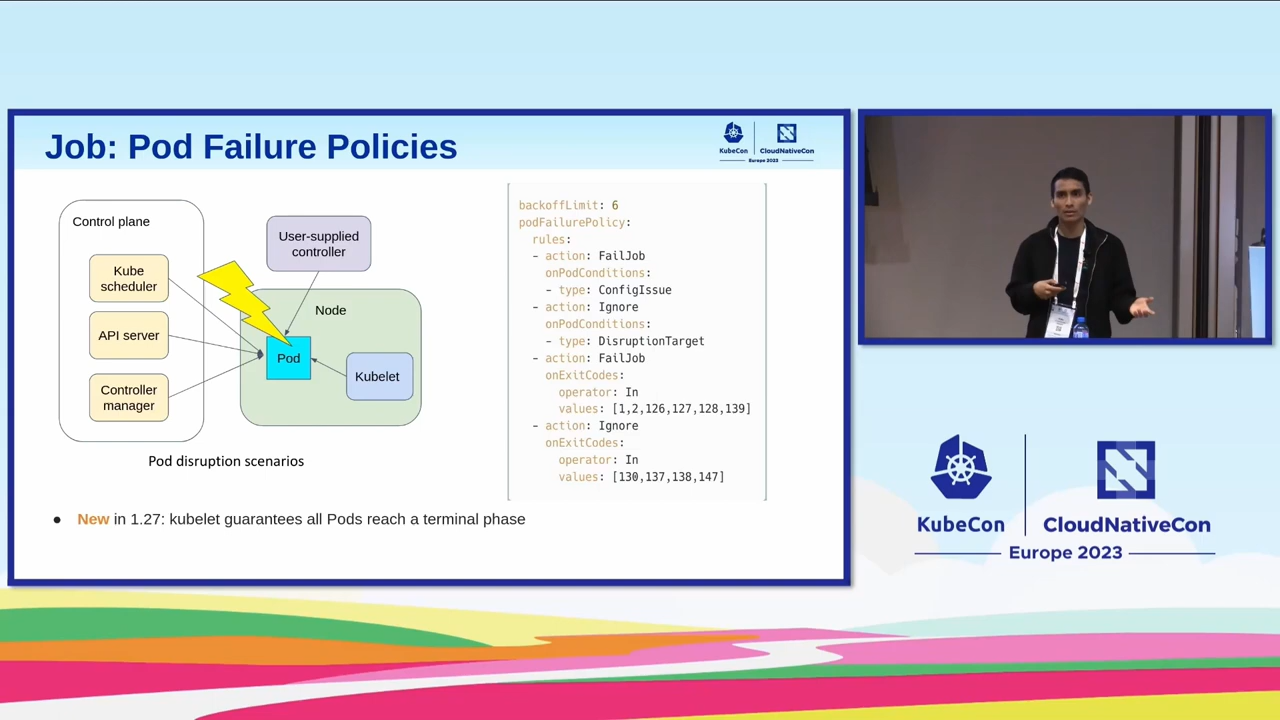 Job: Pod Failure Policies
KubeCon
CloudNativeCon
Europe 2023
Control plane
Kube
scheduler
API server
Controller
manager
User-supplied
controller
Node
Pod
Kubelet
Pod disruption scenarios
backoffLimit: 6
podFailurePolicy:
  rules:
  - action: FailJob
    onPodConditions:
    - type: ConfigIssue
  - action: Ignore
    onPodConditions:
    - type: DisruptionTarget
  - action: FailJob
    onExitCodes:
      operator: In
      values: [1,2,126,127,128,139]
  - action: Ignore
    onExitCodes:
      operator: In
      values: [130,137,138,147]
● New in 1.27: kubelet guarantees all Pods reach a terminal phase
KubeCon
CloudNativeCon
Europe 2023